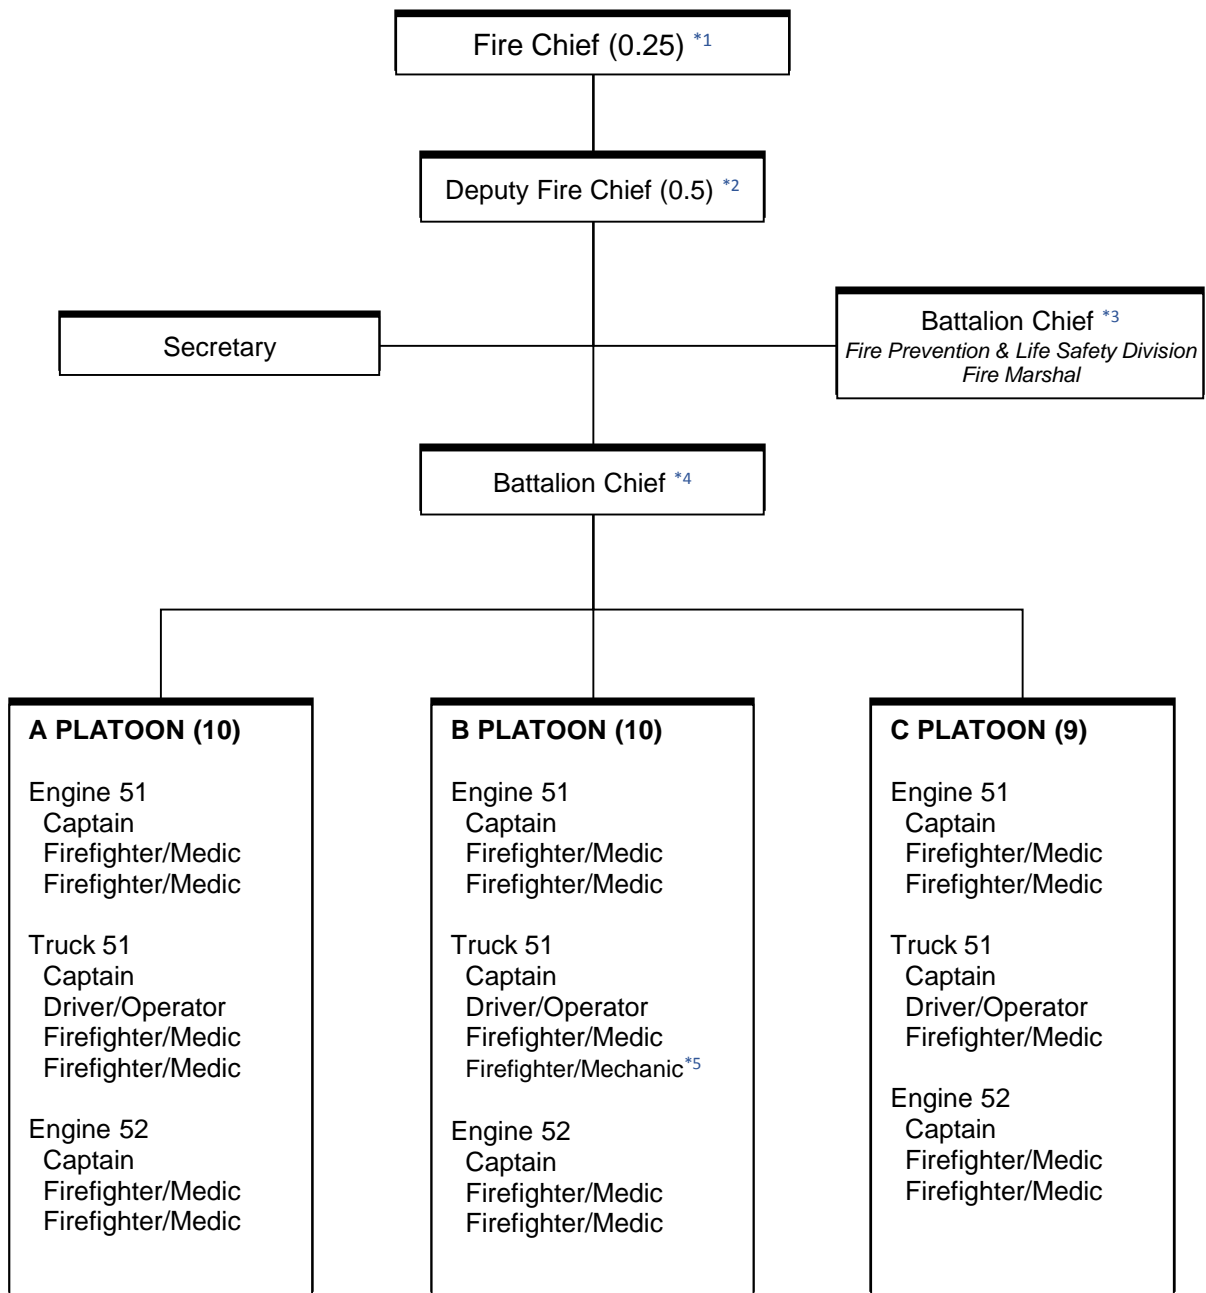 Fire Chief (0.25) *1
Deputy Fire Chief (0.5) *2
Secretary
Battalion Chief *3
Fire Prevention & Life Safety Division
Fire Marshal
Battalion Chief *4
A PLATOON (10)
Engine 51
Captain
Firefighter/Medic
Firefighter/Medic
Truck 51
Captain
Driver/Operator
Firefighter/Medic
Firefighter/Medic
Engine 52
Captain
Firefighter/Medic
Firefighter/Medic
B PLATOON (10)
Engine 51
Captain
Firefighter/Medic
Firefighter/Medic
Truck 51
Captain
Driver/Operator
Firefighter/Medic
Firefighter/Mechanic*5
Engine 52
Captain
Firefighter/Medic
Firefighter/Medic
C PLATOON (9)
Engine 51
Captain
Firefighter/Medic
Firefighter/Medic
Truck 51
Captain
Driver/Operator
Firefighter/Medic
Engine 52
Captain
Firefighter/Medic
Firefighter/Medic